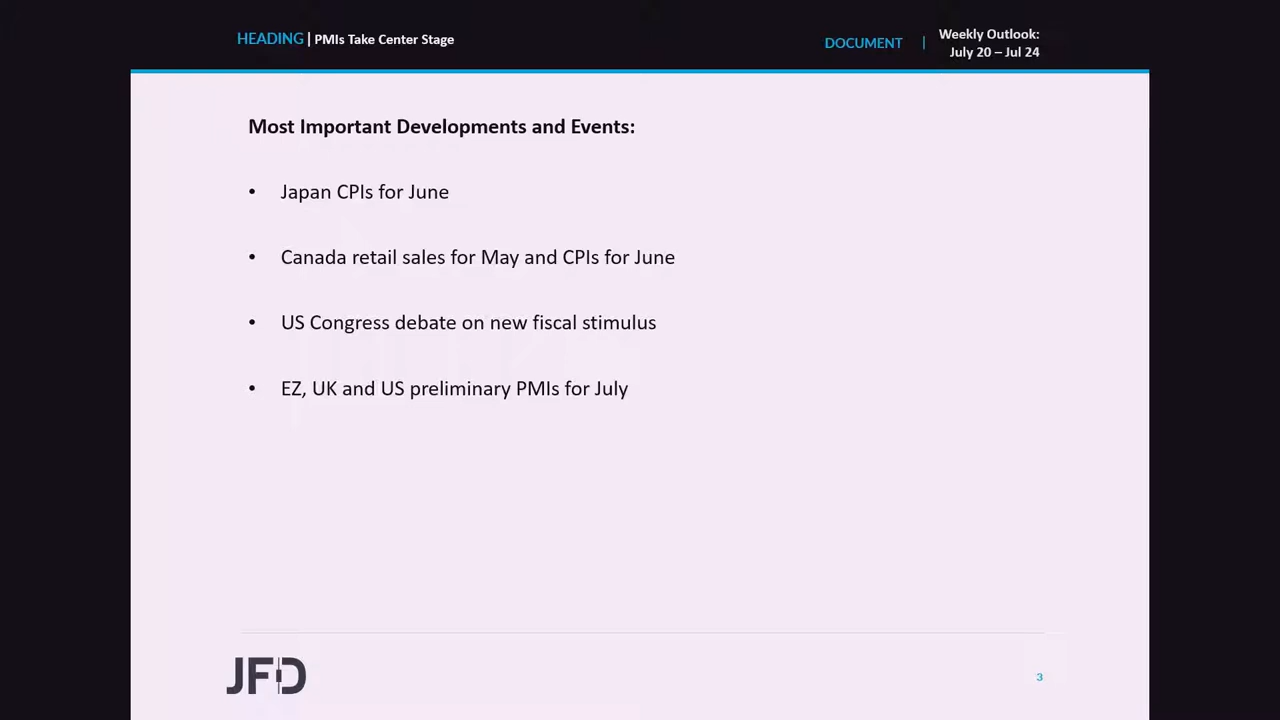 HEADING | PMIs Take Center Stage
DOCUMENT | Weekly Outlook:
July 20 – Jul 24
Most Important Developments and Events:
• Japan CPIs for June
• Canada retail sales for May and CPIs for June
• US Congress debate on new fiscal stimulus
• EZ, UK and US preliminary PMIs for July
JFD
3